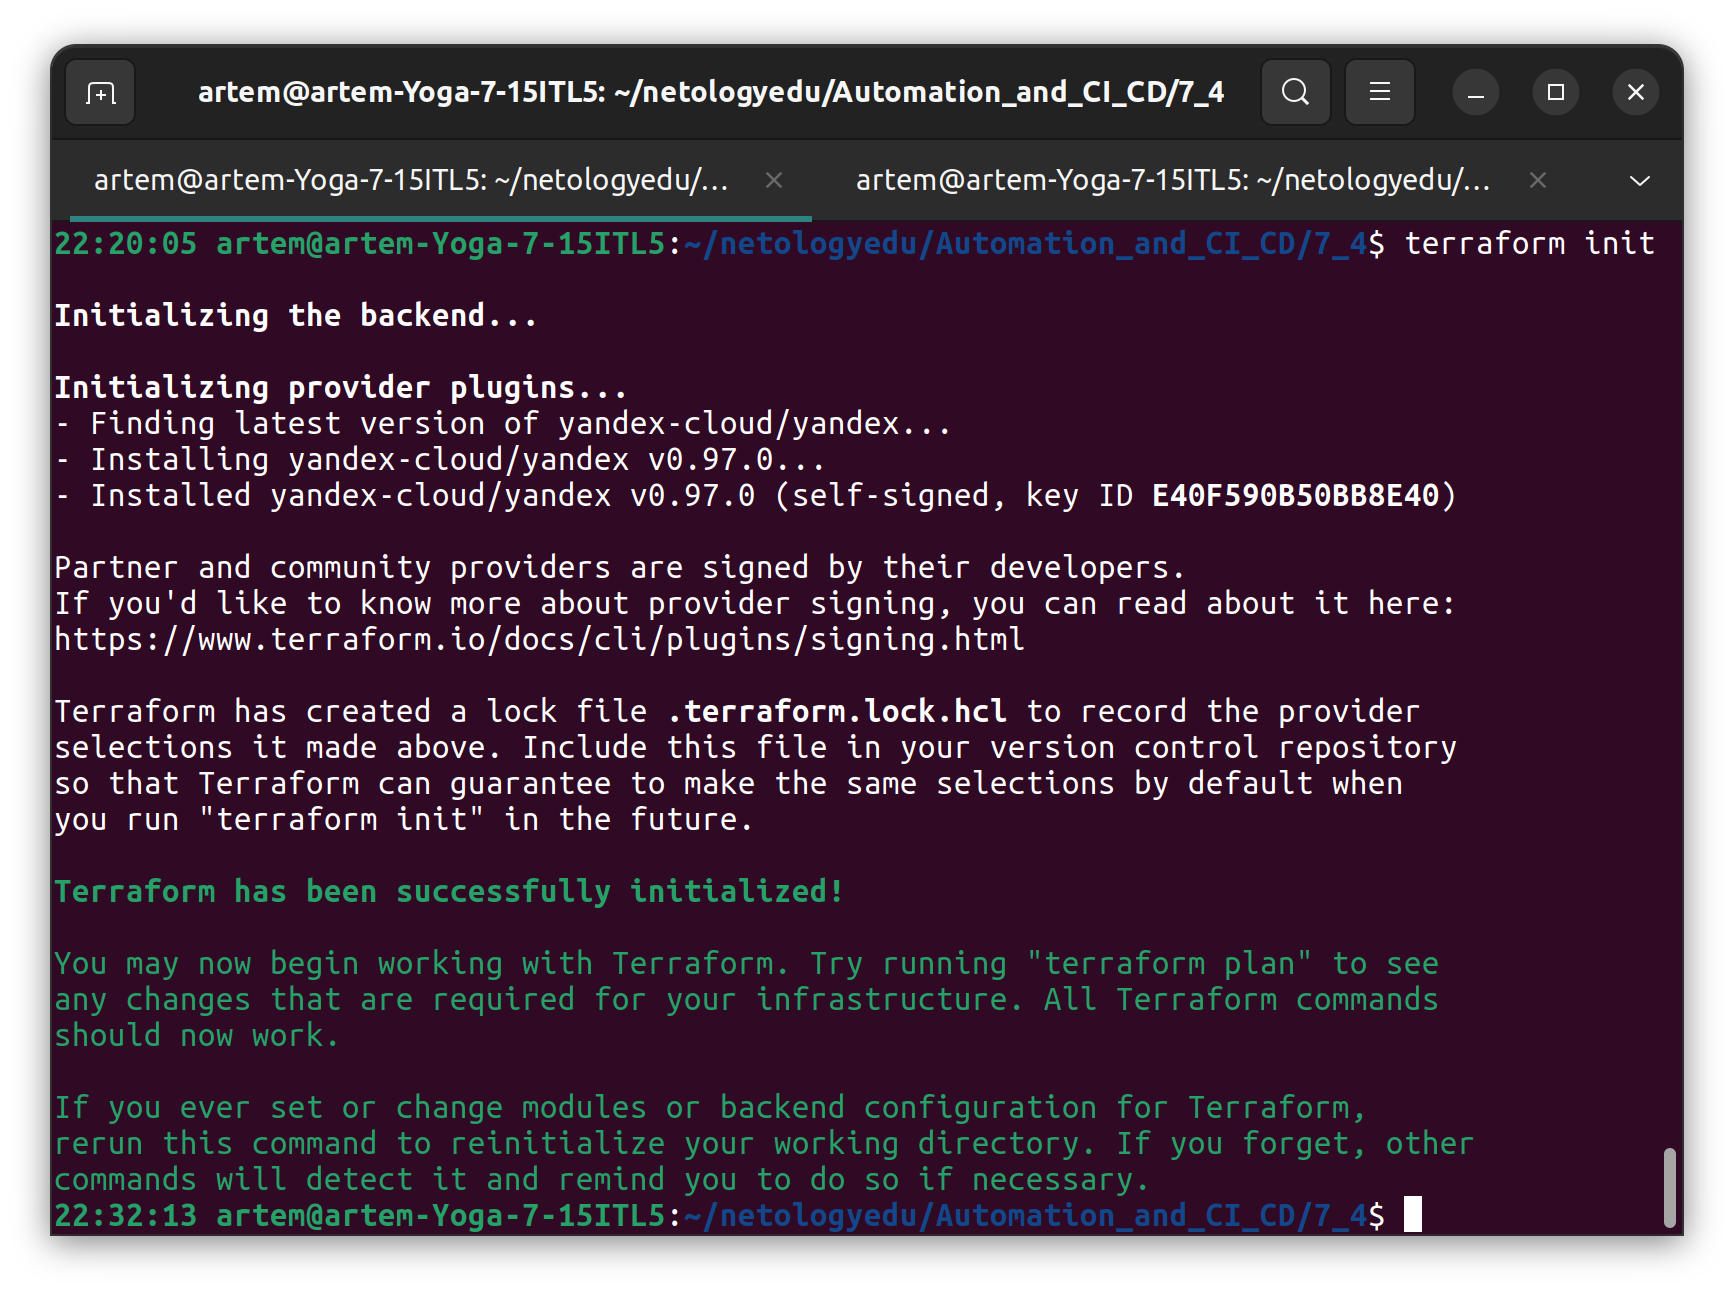 artem@artem-Yoga-7-15ITL5: ~/netologyedu/Automation_and_CI_CD/7_4
artem@artem-Yoga-7-15ITL5: ~/netologyedu/...
artem@artem-Yoga-7-15ITL5: ~/netologyedu/...
22:20:05 artem@artem-Yoga-7-15ITL5:~/netologyedu/Automation_and_CI_CD/7_4$ terraform init
Initializing the backend...
Initializing provider plugins...
- Finding latest version of yandex-cloud/yandex...
- Installing yandex-cloud/yandex v0.97.0...
- Installed yandex-cloud/yandex v0.97.0 (self-signed, key ID E40F590B50BB8E40)
Partner and community providers are signed by their developers.
If you'd like to know more about provider signing, you can read about it here:
https://www.terraform.io/docs/cli/plugins/signing.html
Terraform has created a lock file .terraform.lock.hcl to record the provider
selections it made above. Include this file in your version control repository
so that Terraform can guarantee to make the same selections by default when
you run "terraform init" in the future.
Terraform has been successfully initialized!
You may now begin working with Terraform. Try running "terraform plan" to see
any changes that are required for your infrastructure. All Terraform commands
should now work.
If you ever set or change modules or backend configuration for Terraform,
rerun this command to reinitialize your working directory. If you forget, other
commands will detect it and remind you to do so if necessary.
22:32:13 artem@artem-Yoga-7-15ITL5:~/netologyedu/Automation_and_CI_CD/7_4$